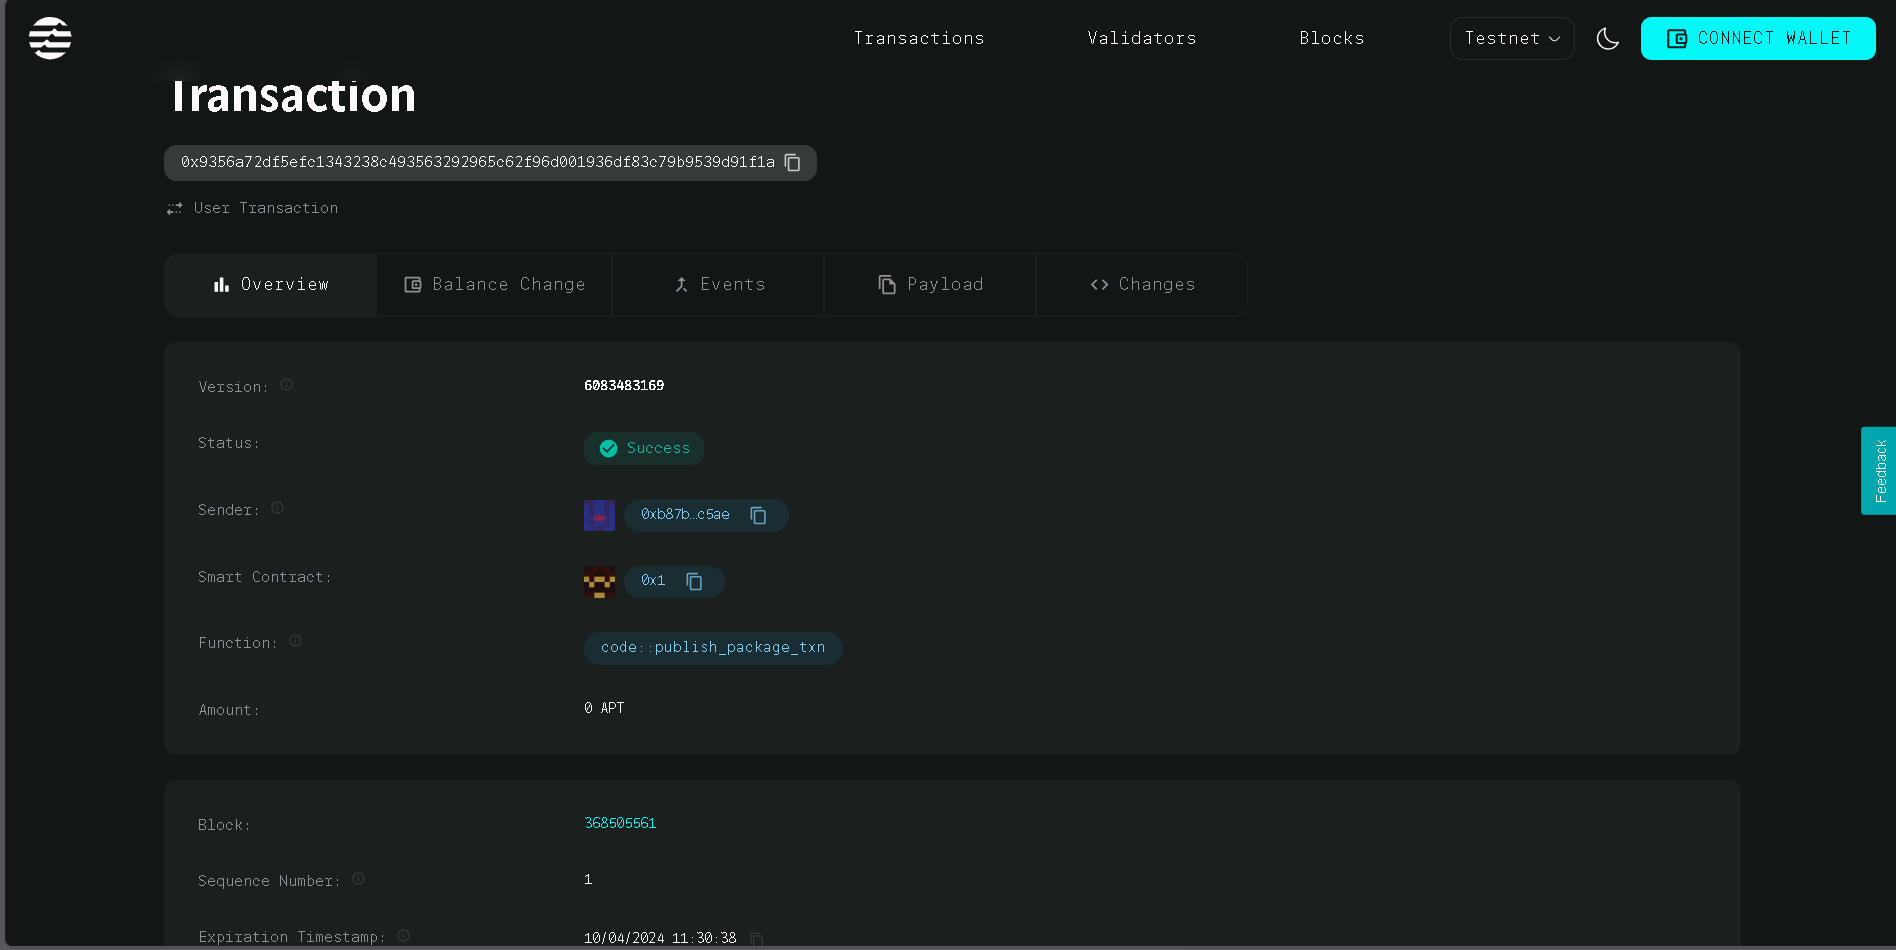 Transactions Validators Blocks Testnet CONNECT WALLET
Transaction
0x9356a72df5efc1343238c493563292965c62f96d001936df83c79b9539d91f1a
User Transaction
Overview Balance Change Events Payload Changes
Version: 6083483169
Status: Success
Sender: 0xb87b…c5ae
Smart Contract: 0x1
Function: code::publish_package_txn
Amount: 0 APT
Feedback
Block: 368505561
Sequence Number: 1
Expiration Timestamp: 10/04/2024 11:30:38